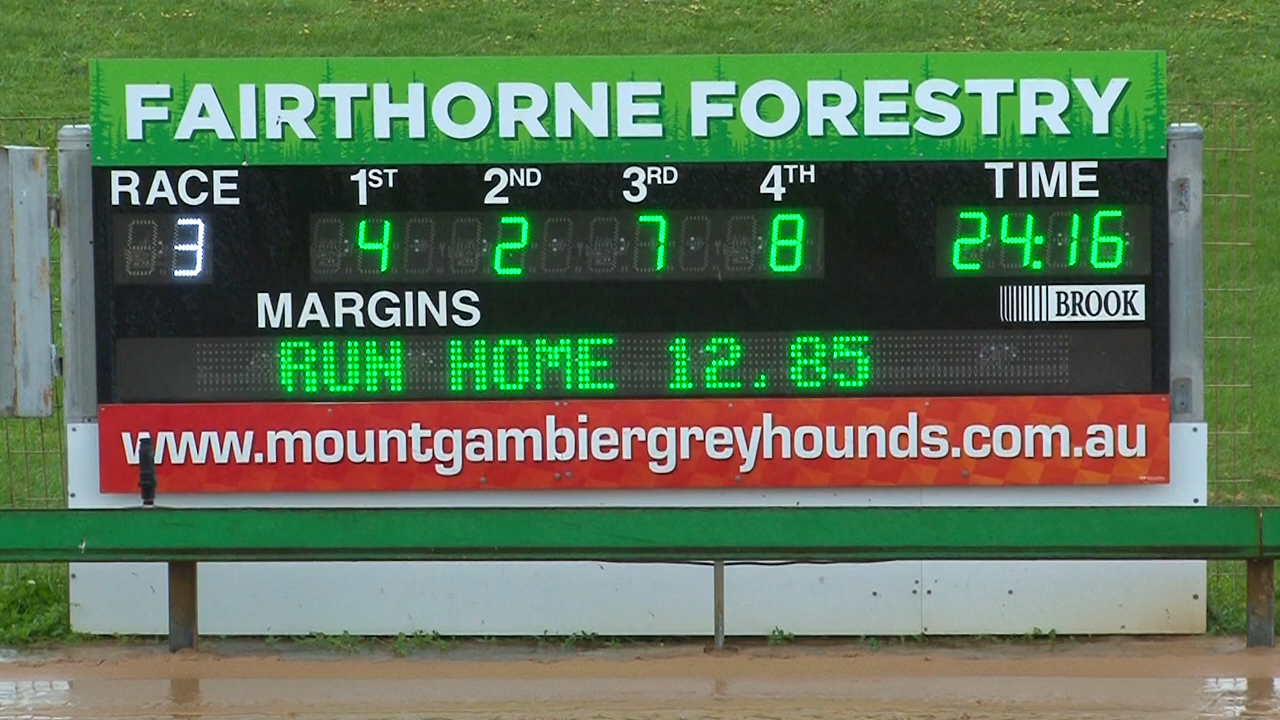 FAIRTHORNE FORESTRY
RACE 1ST 2ND 3RD 4TH TIME
3 4 2 7 8 24:16
MARGINS
BROOK
RUN HOME 12.85
www.mountgambiergreyhounds.com.au